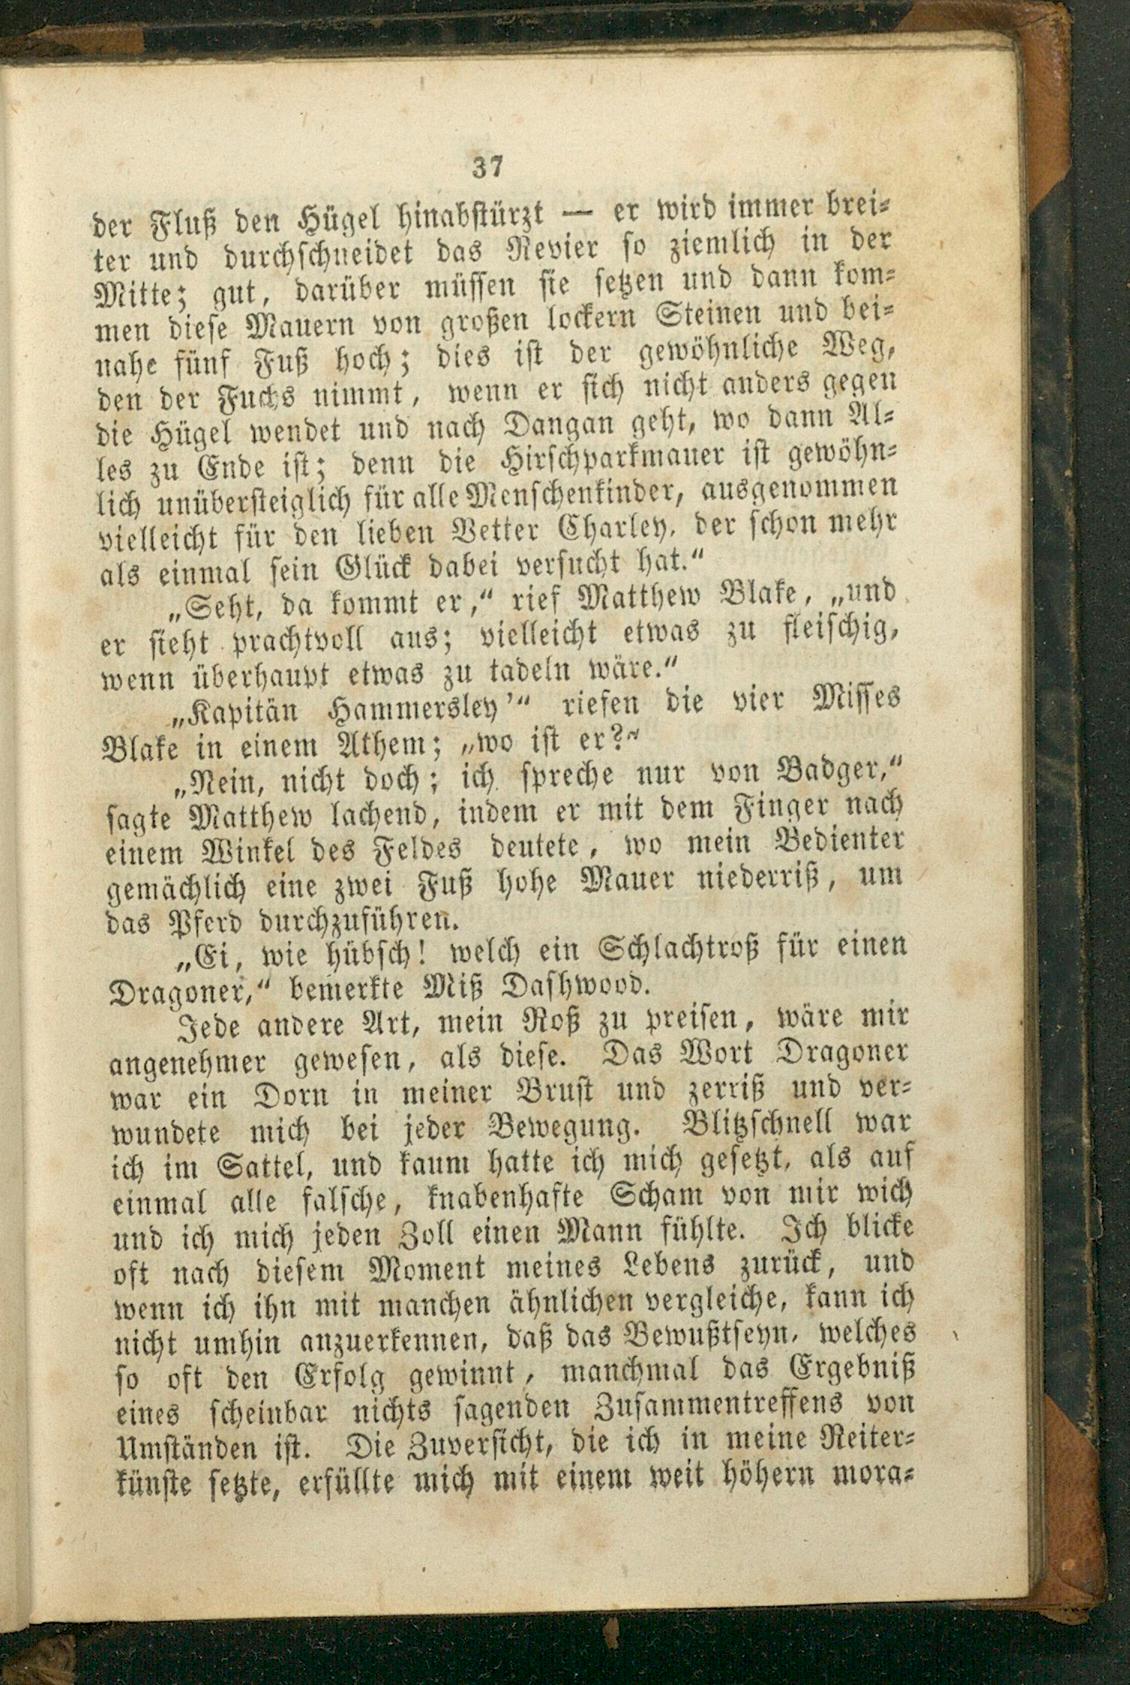 37
der Fluß den Hügel hinabstürzt — er wird immer brei-
ter und durchschneidet das Revier so ziemlich in der
Mitte; gut, darüber müssen sie setzen und dann kom-
men diese Mauern von großen lockern Steinen und bei-
nahe fünf Fuß hoch; dies ist der gewöhnliche Weg,
den der Fuchs nimmt, wenn er sich nicht anders gegen
die Hügel wendet und nach Dangan geht, wo dann Al-
les zu Ende ist; denn die Hirschparkmauer ist gewöhn-
lich unübersteiglich für alle Menschenkinder, ausgenommen
vielleicht für den lieben Vetter Charley, der schon mehr
als einmal sein Glück dabei versucht hat.“
„Seht, da kommt er,“ rief Matthew Blake, „und
er sieht prachtvoll aus; vielleicht etwas zu fleischig,
wenn überhaupt etwas zu tadeln wäre.“
„Kapitän Hammersley’“ riefen die vier Misses
Blake in einem Athem; „wo ist er?“
„Nein, nicht doch; ich spreche nur von Badger,“
sagte Matthew lachend, indem er mit dem Finger nach
einem Winkel des Feldes deutete, wo mein Bedienter
gemächlich eine zwei Fuß hohe Mauer niederriß, um
das Pferd durchzuführen.
„Ei, wie hübsch! welch ein Schlachtroß für einen
Dragoner,“ bemerkte Miß Dashwood.
Jede andere Art, mein Roß zu preisen, wäre mir
angenehmer gewesen, als diese. Das Wort Dragoner
war ein Dorn in meiner Brust und zerriß und ver-
wundete mich bei jeder Bewegung. Blitzschnell war
ich im Sattel, und kaum hatte ich mich gesetzt, als auf
einmal alle falsche, knabenhafte Scham von mir wich
und ich mich jeden Zoll einen Mann fühlte. Ich blicke
oft nach diesem Moment meines Lebens zurück, und
wenn ich ihn mit manchen ähnlichen vergleiche, kann ich
nicht umhin anzuerkennen, daß das Bewußtseyn, welches
so oft den Erfolg gewinnt, manchmal das Ergebniß
eines scheinbar nichts sagenden Zusammentreffens von
Umständen ist. Die Zuversicht, die ich in meine Reiter-
künste setzte, erfüllte mich mit einem weit höhern mora-